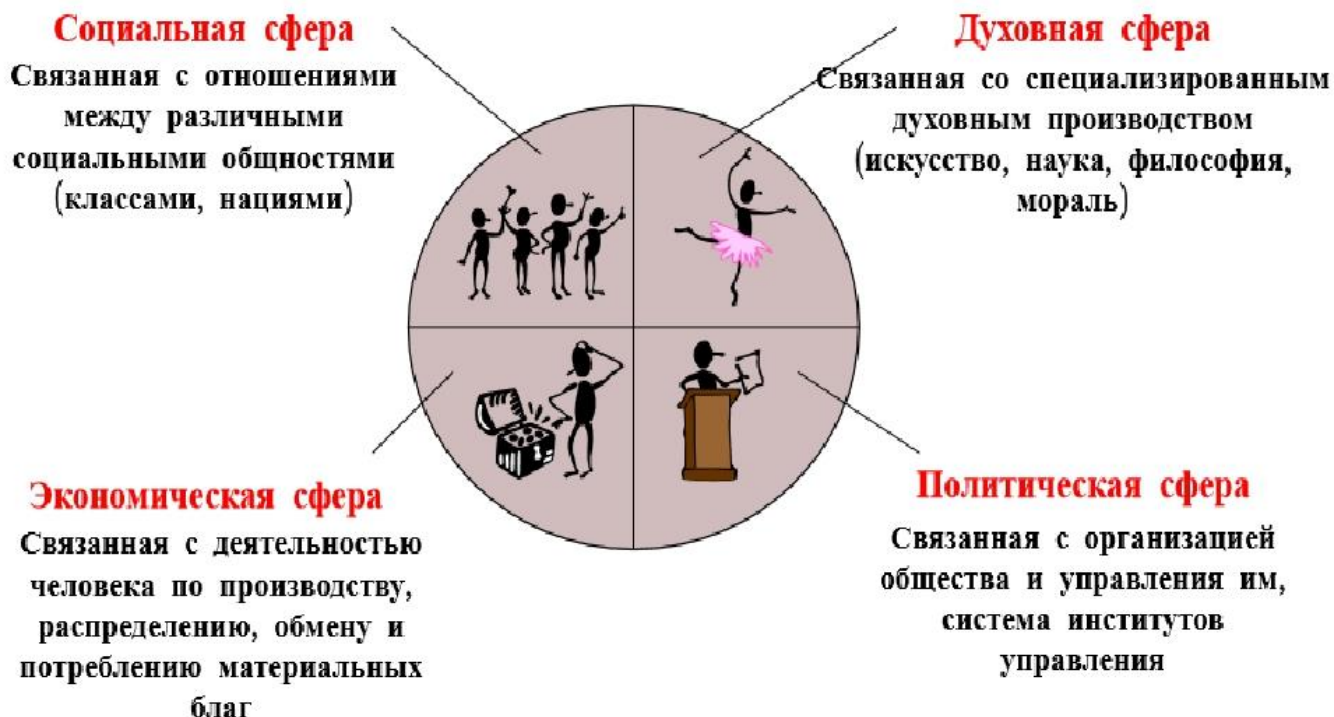 Социальная сфера
Связанная с отношениями
между различными
социальными общностями
(классами, нациями)
Духовная сфера
Связанная со специализированным
духовным производством
(искусство, наука, философия,
мораль)
Экономическая сфера
Связанная с деятельностью
человека по производству,
распределению, обмену и
потреблению материальных
благ
Политическая сфера
Связанная с организацией
общества и управления им,
система институтов
управления